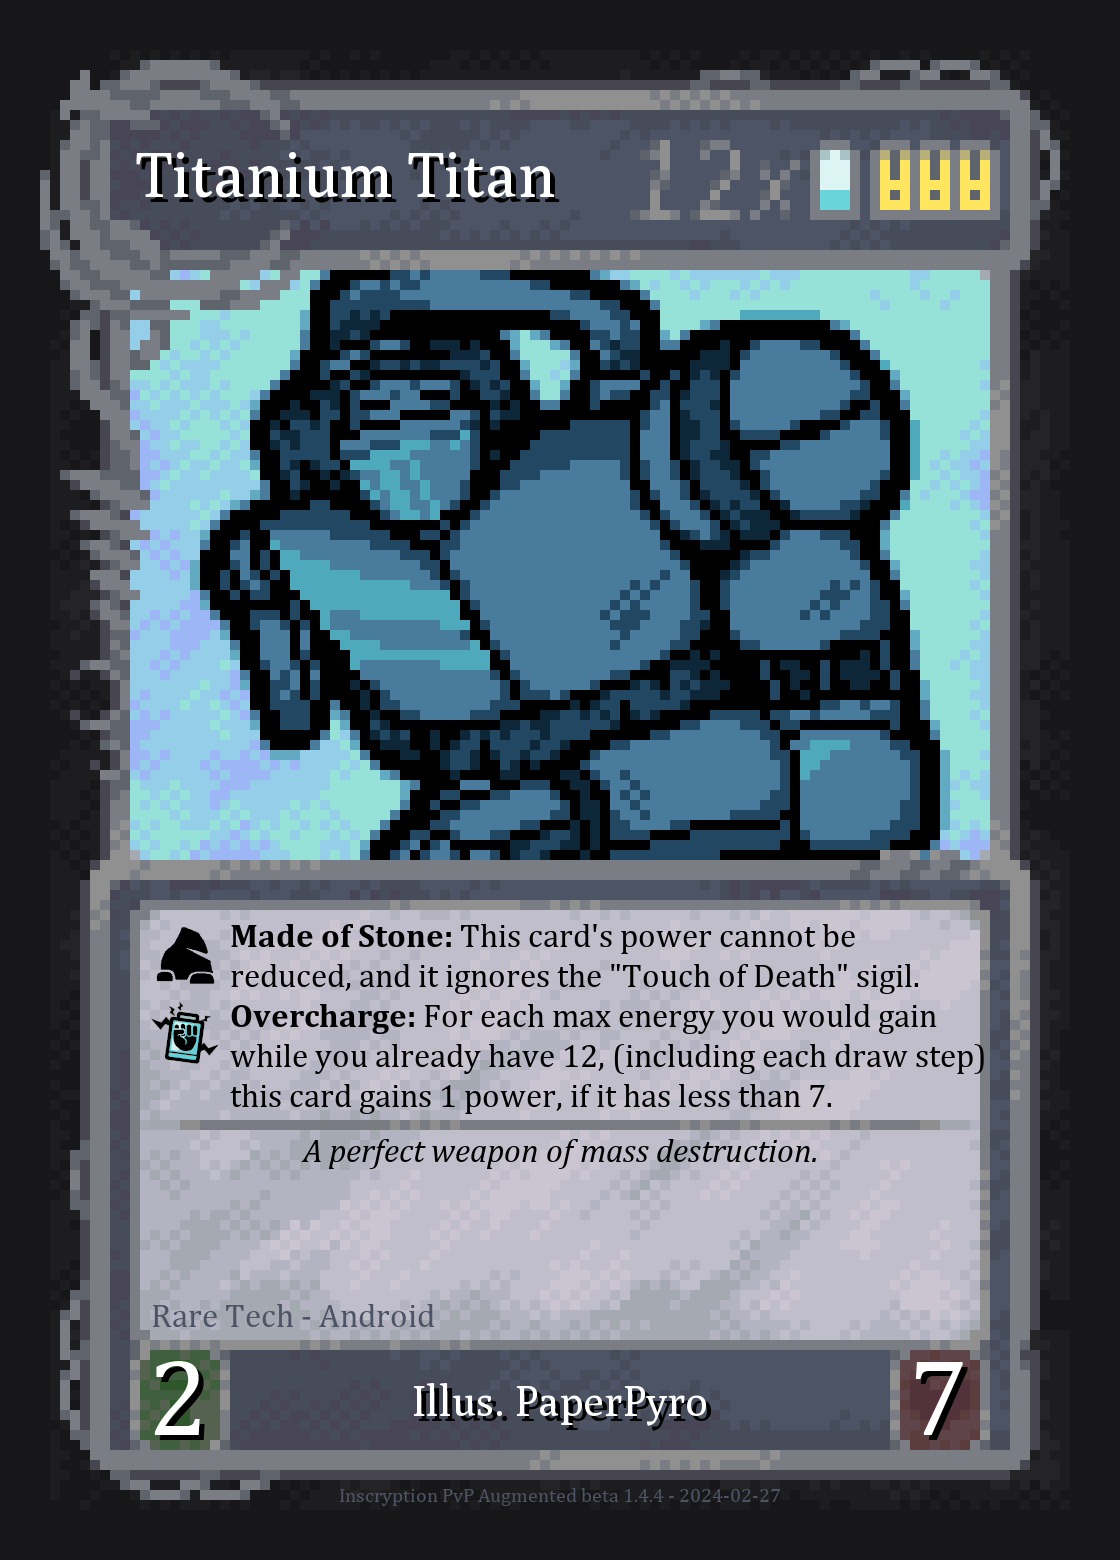 Titanium Titan 12x
Made of Stone: This card's power cannot be
reduced, and it ignores the "Touch of Death" sigil.
Overcharge: For each max energy you would gain
while you already have 12, (including each draw step)
this card gains 1 power, if it has less than 7.
A perfect weapon of mass destruction.
Rare Tech - Android
2 Illus. PaperPyro 7
Inscryption PvP Augmented beta 1.4.4 - 2024-02-27